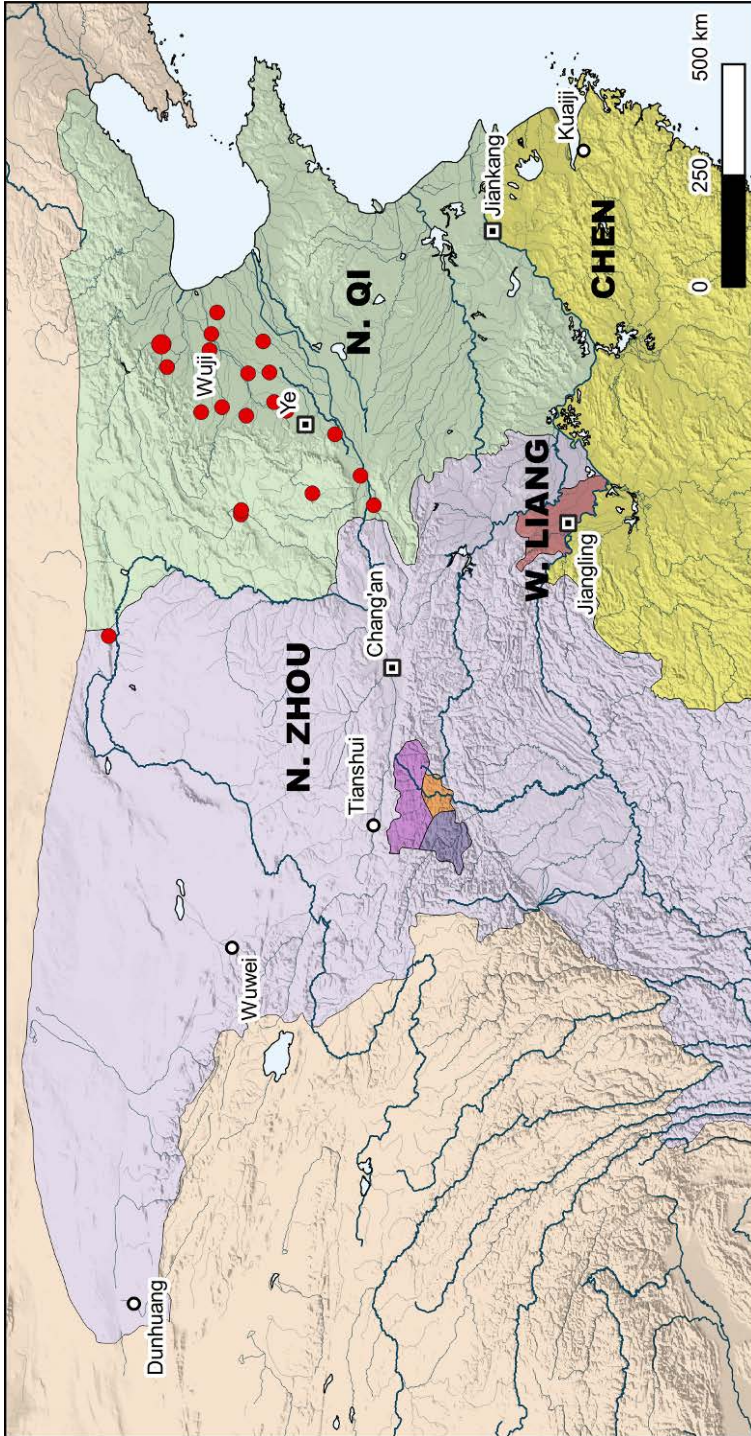 Dunhuang
Wuwei
Tianshui
N. ZHOU
Chang'an
Wuji
Ye
N. QI
Jiankang
W. LIANG
Jiangling
CHEN
Kuaiji
0
250
500 km